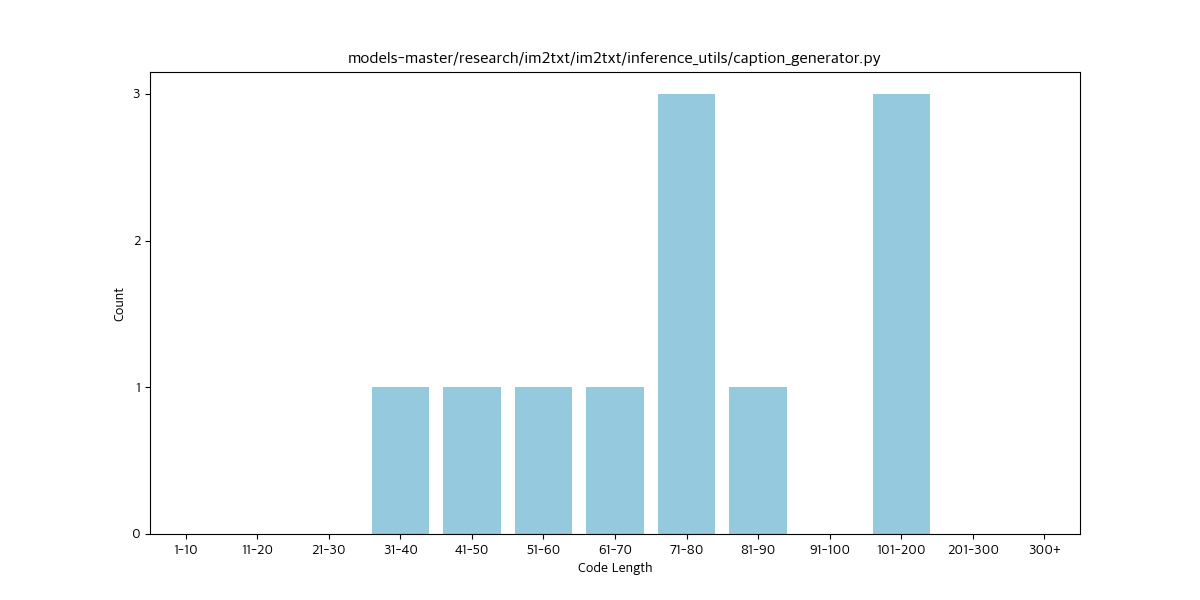 models-master/research/im2txt/im2txt/inference_utils/caption_generator.py
3
2
1
0
Count
1-10 11-20 21-30 31-40 41-50 51-60 61-70 71-80 81-90 91-100 101-200 201-300 300+
Code Length